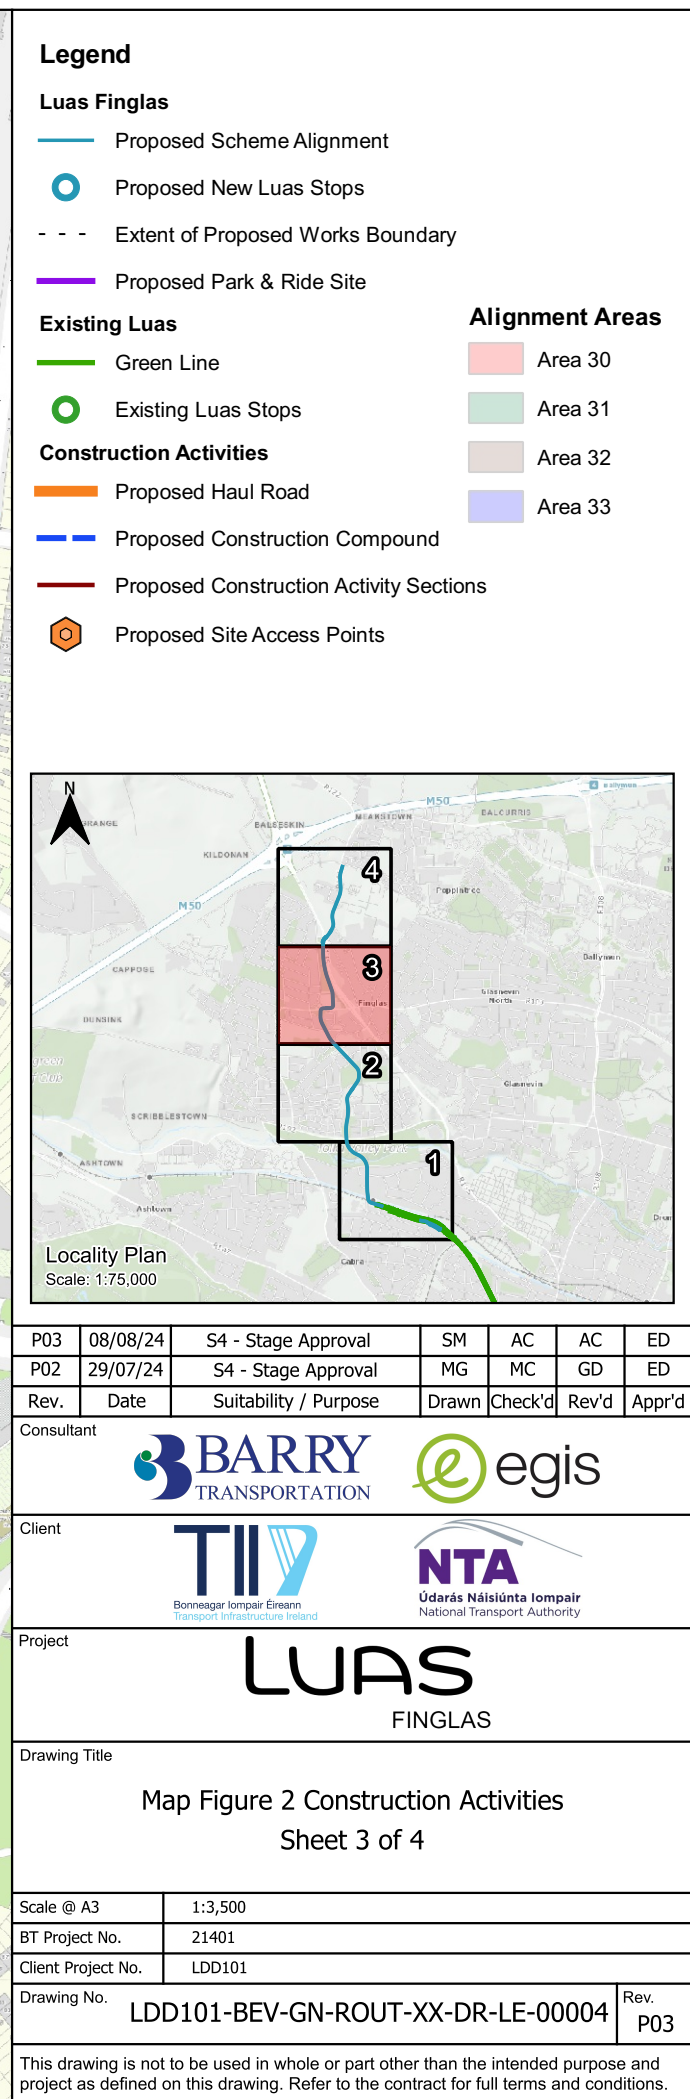 Legend
Luas Finglas
Proposed Scheme Alignment
Proposed New Luas Stops
Extent of Proposed Works Boundary
Proposed Park & Ride Site
Existing Luas
Green Line
Existing Luas Stops
Construction Activities
Proposed Haul Road
Proposed Construction Compound
Proposed Construction Activity Sections
Proposed Site Access Points
Alignment Areas
Area 30
Area 31
Area 32
Area 33
N
M50
BALCURRIS
BALSESKIN
KILDONAN
4
Poppintree
M50
CAPPOGE
3
Finglas
Glasnevin
North
DUNSINK
2
Glasnevin
SCRIBBLESTOWN
1
ASHTOWN
Ashtown
Cabra
Locality Plan
Scale: 1:75,000
P03 08/08/24 S4 - Stage Approval SM AC AC ED
P02 29/07/24 S4 - Stage Approval MG MC GD ED
Rev. Date Suitability / Purpose Drawn Check'd Rev'd Appr'd
Consultant
BARRY
TRANSPORTATION
egis
Client
TII
Bonneagar Iompair Éireann
Transport Infrastructure Ireland
NTA
Údarás Náisiúnta Iompair
National Transport Authority
Project
LUAS
FINGLAS
Drawing Title
Map Figure 2 Construction Activities
Sheet 3 of 4
Scale @ A3 1:3,500
BT Project No. 21401
Client Project No. LDD101
Drawing No. LDD101-BEV-GN-ROUT-XX-DR-LE-00004 Rev. P03
This drawing is not to be used in whole or part other than the intended purpose and
project as defined on this drawing. Refer to the contract for full terms and conditions.